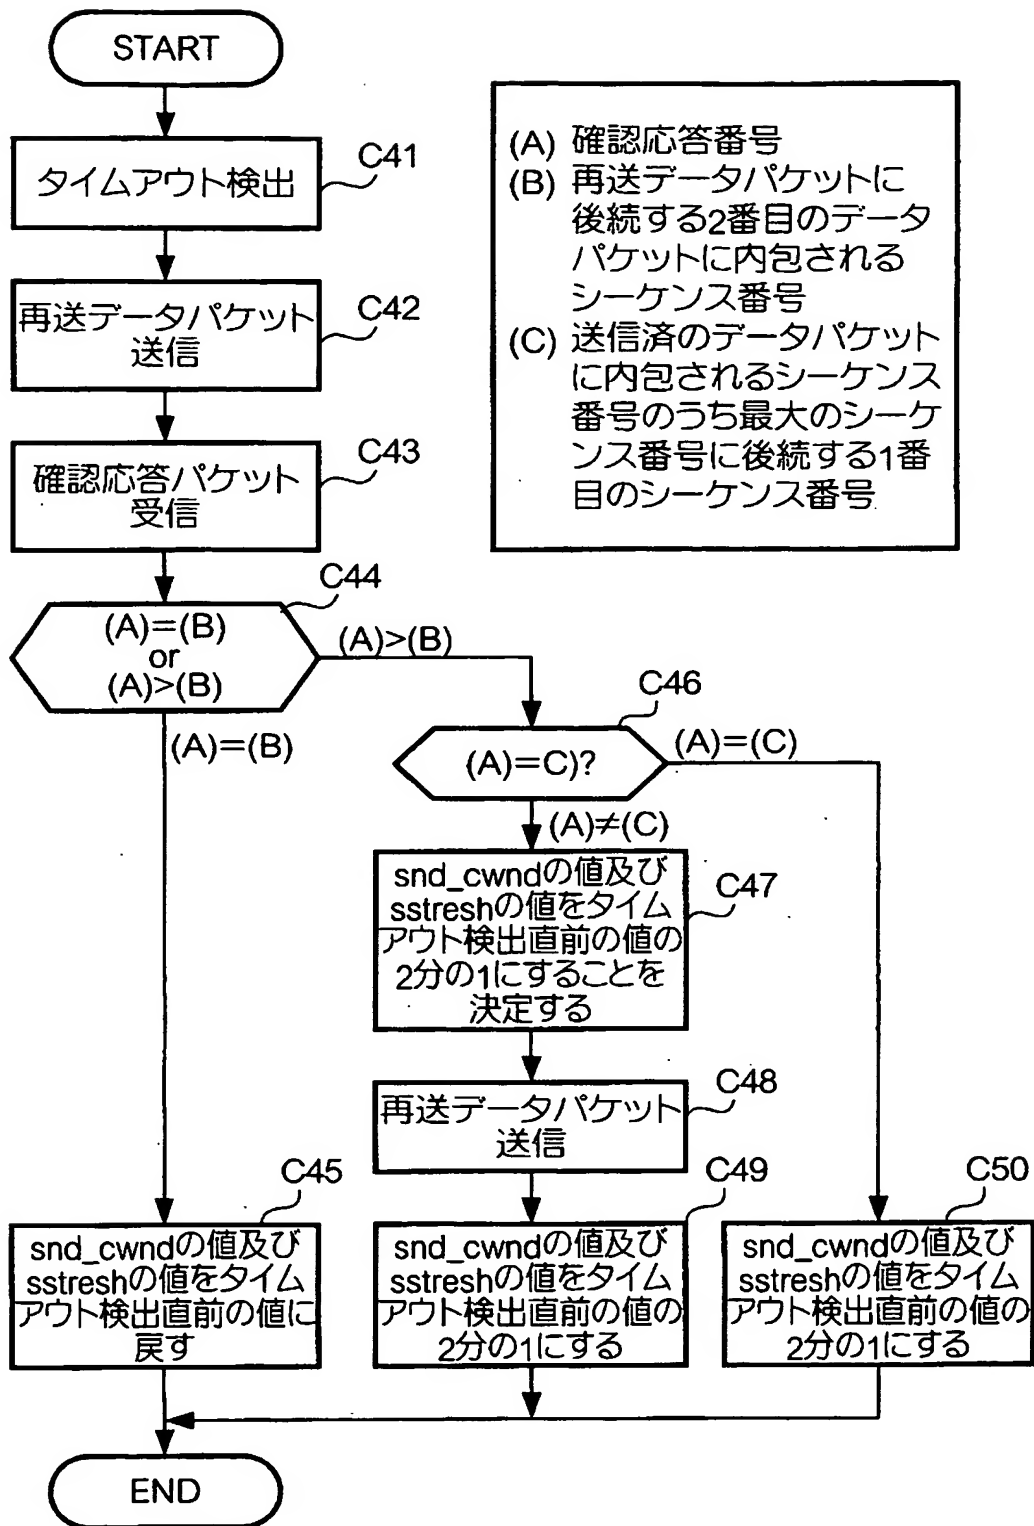 START
C41
タイムアウト検出
C42
再送データパケット
送信
C43
確認応答パケット
受信
(A) 確認応答番号
(B) 再送データパケットに
後続する2番目のデータ
パケットに内包される
シーケンス番号
(C) 送信済のデータパケット
に内包されるシーケンス
番号のうち最大のシーケ
ンス番号に後続する1番
目のシーケンス番号
C44
(A)=(B)
or
(A)>(B)
(A)>(B)
(A)=(B)
C46
(A)=C)?
(A)=(C)
(A)≠(C)
C47
snd_cwndの値及び
sstreshの値をタイム
アウト検出直前の値の
2分の1にすることを
決定する
C48
再送データパケット
送信
C45
snd_cwndの値及び
sstreshの値をタイム
アウト検出直前の値に
戻す
C49
snd_cwndの値及び
sstreshの値をタイム
アウト検出直前の値の
2分の1にする
C50
snd_cwndの値及び
sstreshの値をタイム
アウト検出直前の値の
2分の1にする
END